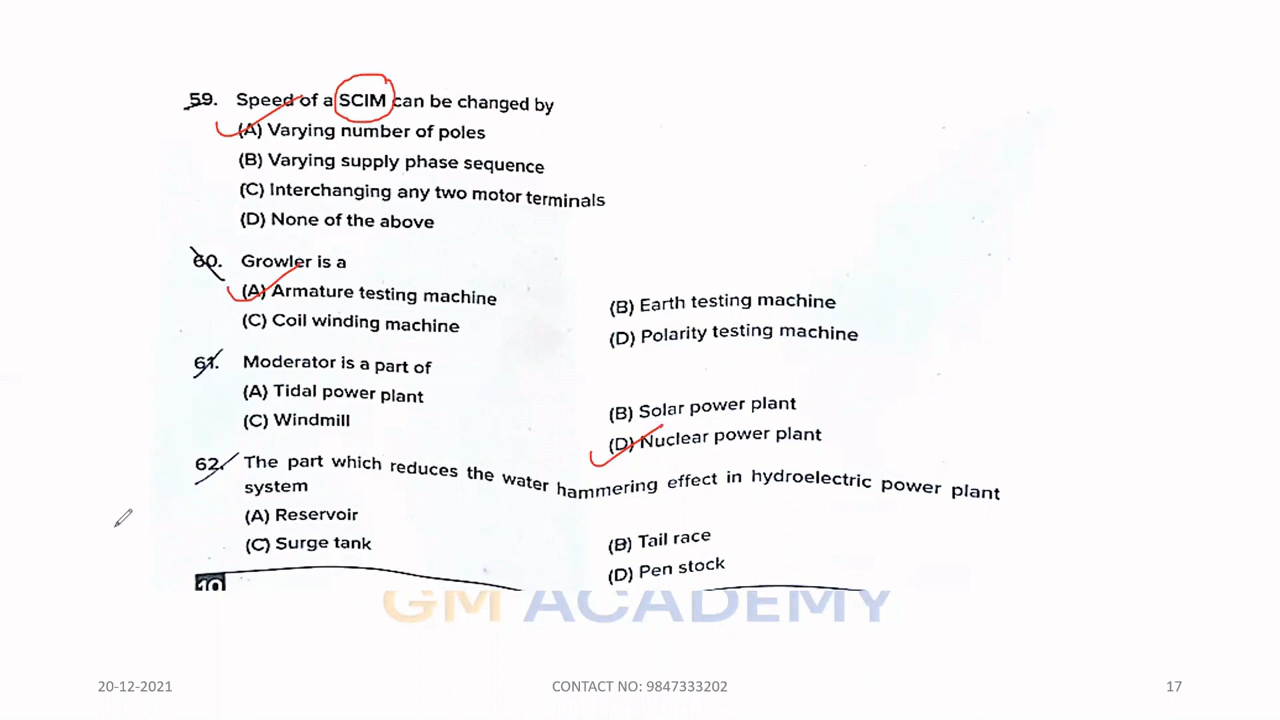 59. Speed of a SCIM can be changed by
(A) Varying number of poles
(B) Varying supply phase sequence
(C) Interchanging any two motor terminals
(D) None of the above
60. Growler is a
(A) Armature testing machine
(B) Earth testing machine
(C) Coil winding machine
(D) Polarity testing machine
61. Moderator is a part of
(A) Tidal power plant
(B) Solar power plant
(C) Windmill
(D) Nuclear power plant
62. The part which reduces the water hammering effect in hydroelectric power plant
system
(A) Reservoir
(B) Tail race
(C) Surge tank
(D) Pen stock
10
GM ACADEMY
20-12-2021
CONTACT NO: 9847333202
17